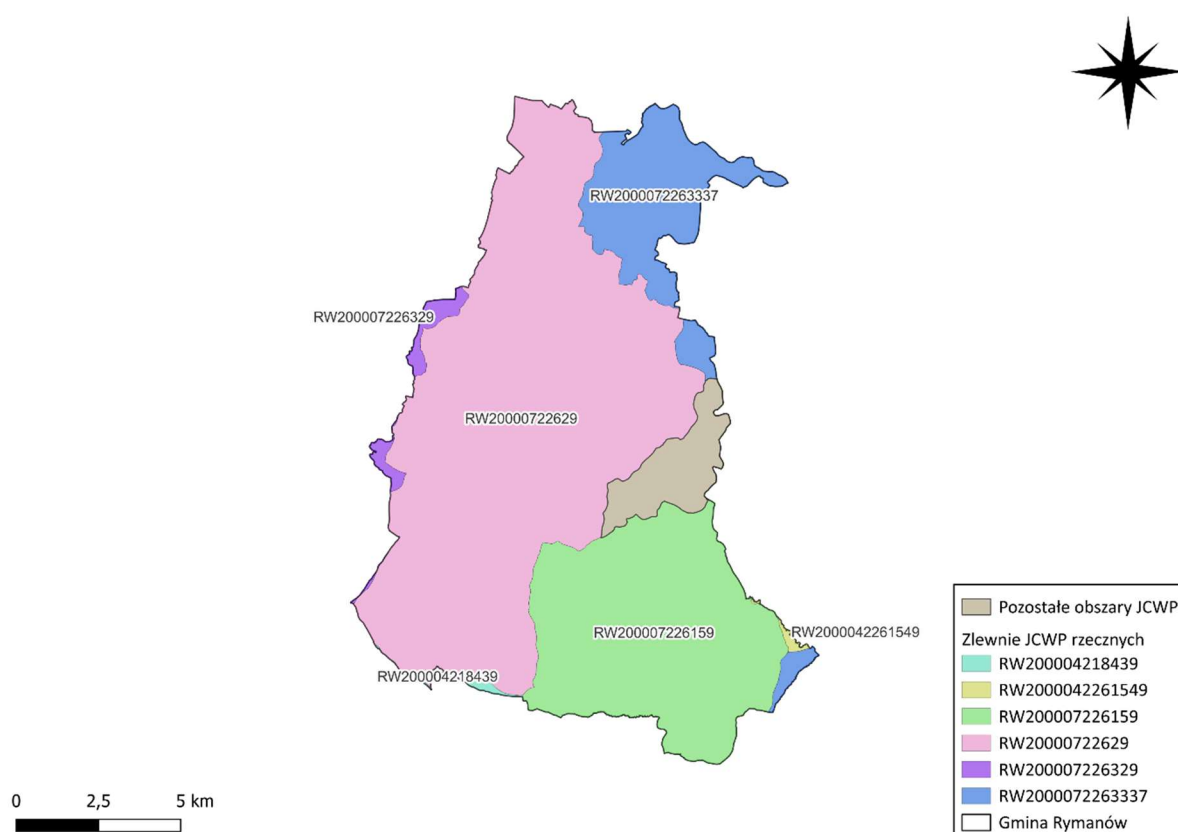 RW2000072263337
RW200007226329
RW20000722629
RW200007226159
RW2000042261549
RW200004218439
Pozostałe obszary JCWP
Zlewnie JCWP rzecznych
RW200004218439
RW2000042261549
RW200007226159
RW20000722629
RW200007226329
RW2000072263337
Gmina Rymanów
0 2,5 5 km